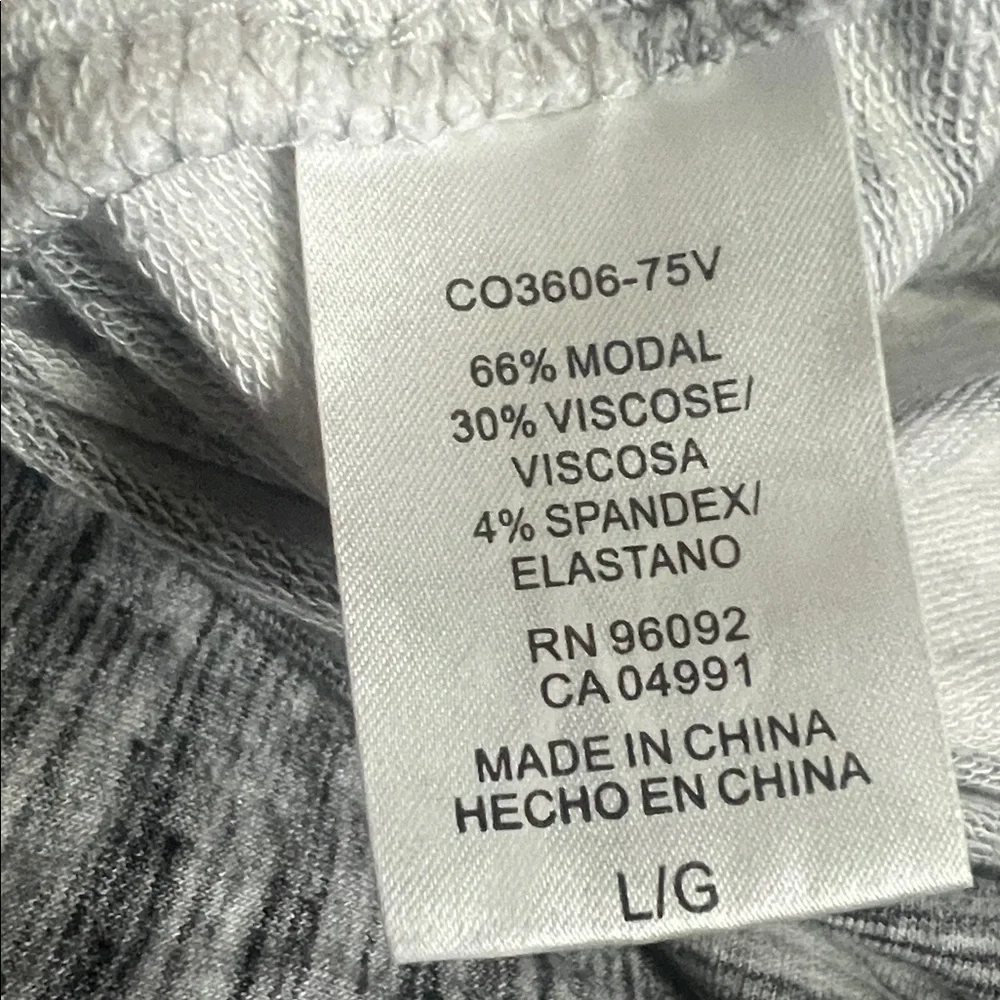 CO3606-75V
66% MODAL
30% VISCOSE/
VISCOSA
4% SPANDEX/
ELASTANO
RN 96092
CA 04991
MADE IN CHINA
HECHO EN CHINA
L/G